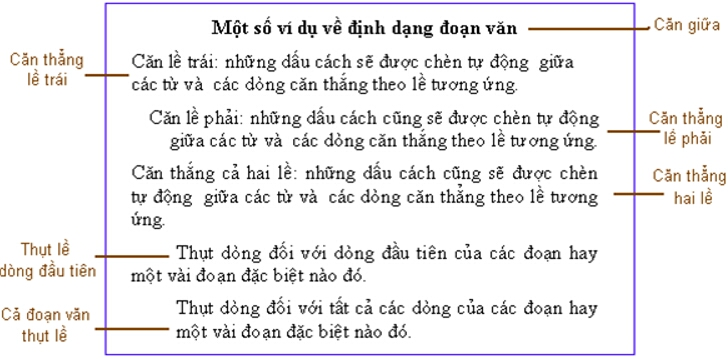 Một số ví dụ về định dạng đoạn văn
Căn giữa
Căn thẳng
lề trái
Căn lề trái: những dấu cách sẽ được chèn tự động giữa
các từ và các dòng căn thắng theo lề tương ứng.
Căn lề phải: những dấu cách cũng sẽ được chèn tự động
giữa các từ và các dòng căn thắng theo lề tương ứng.
Căn thẳng
lề phải
Căn thắng cả hai lề: những dấu cách cũng sẽ được chèn
tự động giữa các từ và các dòng căn thẳng theo lề tương
ứng.
Căn thẳng
hai lề
Thụt lề
dòng đầu tiên
Thụt dòng đối với dòng đầu tiên của các đoạn hay
một vài đoạn đặc biệt nào đó.
Cả đoạn văn
thụt lề
Thụt dòng đối với tất cả các dòng của các đoạn hay
một vài đoạn đặc biệt nào đó.